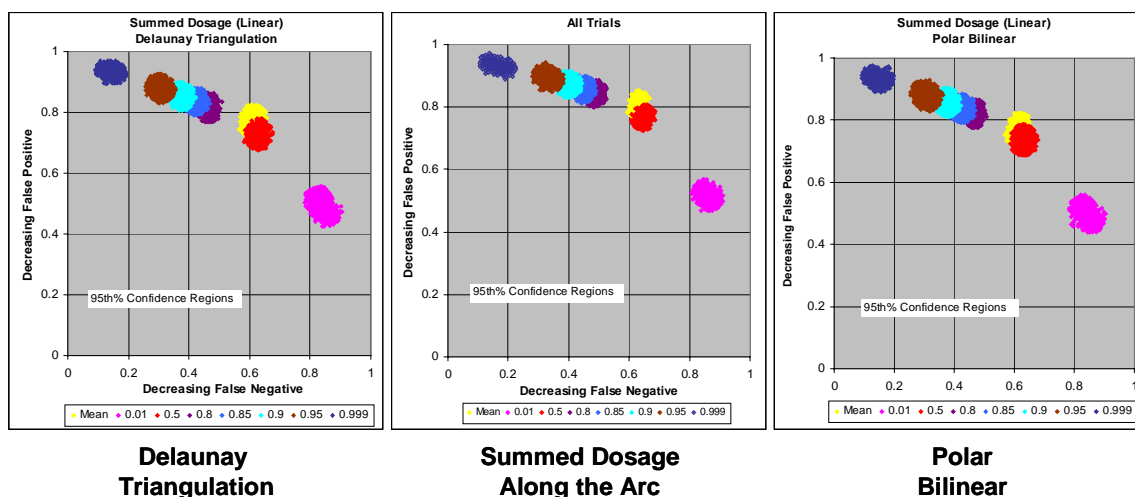 Summed Dosage (Linear)
Delaunay Triangulation
1
0.8
0.6
0.4
0.2
0
Decreasing False Positive
95th% Confidence Regions
0 0.2 0.4 0.6 0.8 1
Decreasing False Negative
Mean 0.01 0.5 0.8 0.85 0.9 0.95 0.999
Delaunay
Triangulation
All Trials
1
0.8
0.6
0.4
0.2
0
Decreasing False Positive
95th% Confidence Regions
0 0.2 0.4 0.6 0.8 1
Decreasing False Negative
Mean 0.01 0.5 0.8 0.85 0.9 0.95 0.999
Summed Dosage
Along the Arc
Summed Dosage (Linear)
Polar Bilinear
1
0.8
0.6
0.4
0.2
0
Decreasing False Positive
95th% Confidence Regions
0 0.2 0.4 0.6 0.8 1
Decreasing False Negative
Mean 0.01 0.5 0.8 0.85 0.9 0.95 0.999
Polar
Bilinear